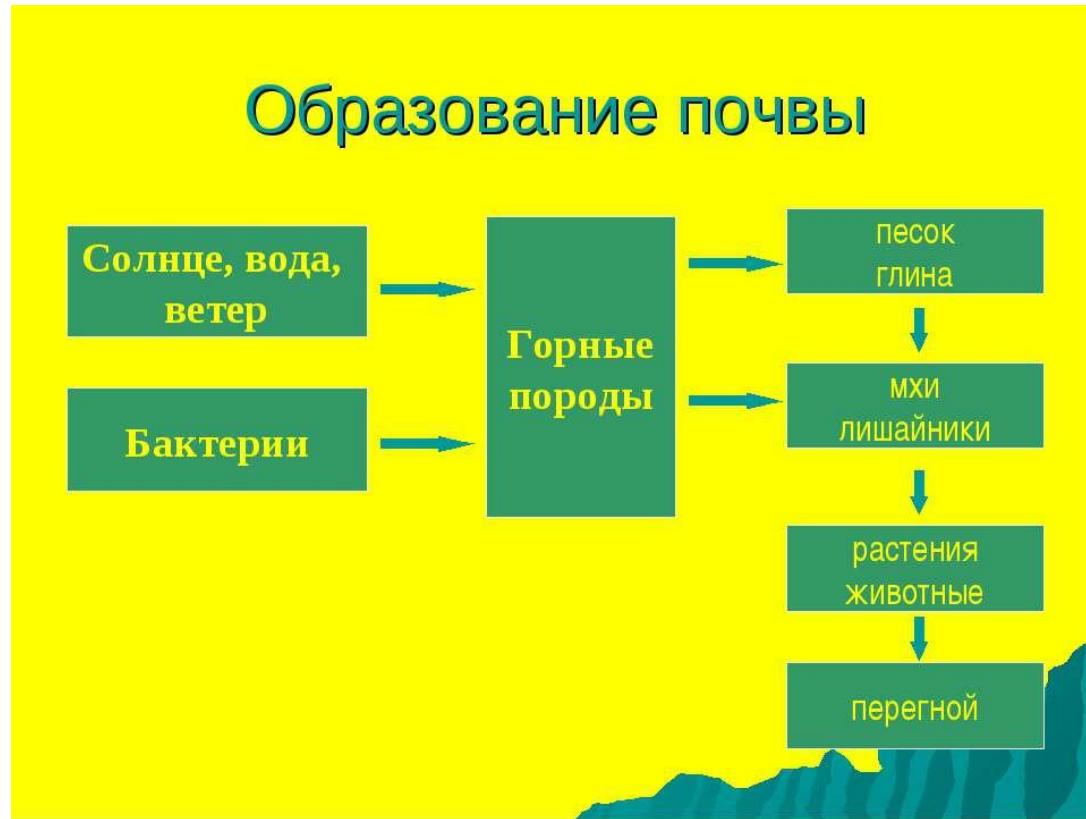 Образование почвы
Солнце, вода,
ветер
Бактерии
Горные
породы
песок
глина
мхи
лишайники
растения
животные
перегной